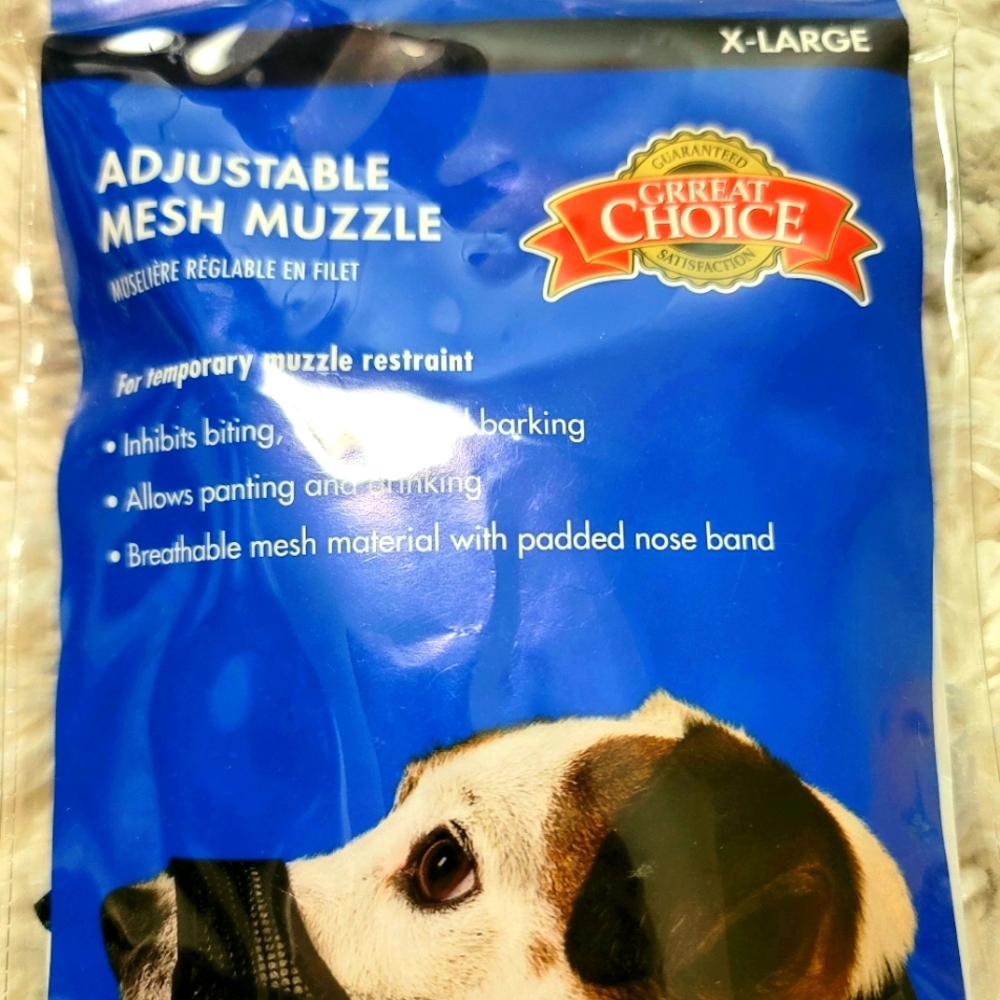 X-LARGE
ADJUSTABLE
MESH MUZZLE
MUSELIÈRE RÉGLABLE EN FILET
GUARANTEED
GRREAT
CHOICE
SATISFACTION
For temporary muzzle restraint
• Inhibits biting, barking
• Allows panting and drinking
• Breathable mesh material with padded nose band